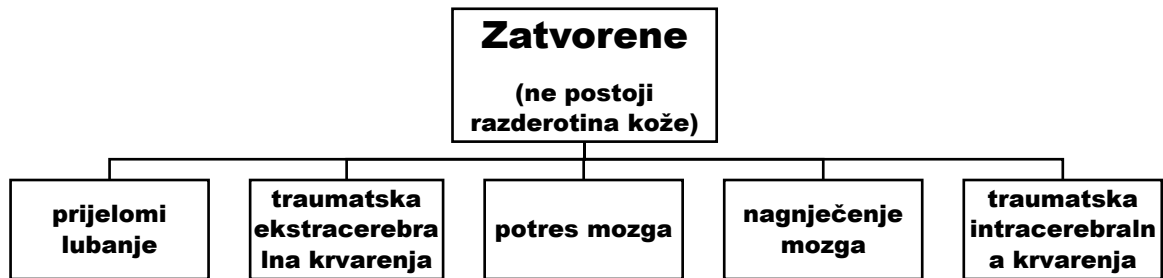 Zatvorene
(ne postoji
razderotina kože)
prijelomi
lubanje
traumatska
ekstracerebra
lna krvarenja
potres mozga
nagnječenje
mozga
traumatska
intracerebraln
a krvarenja